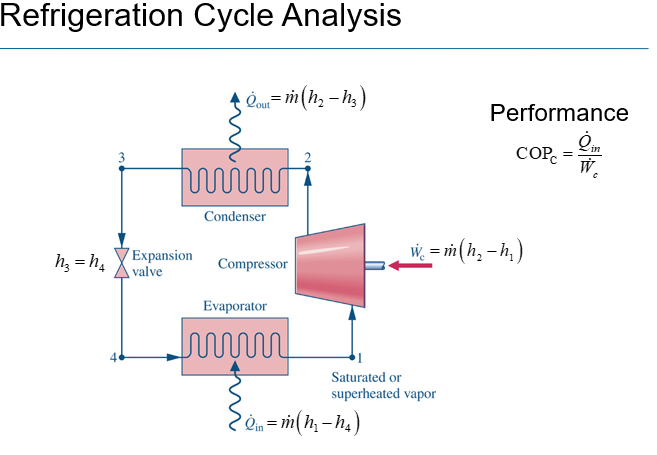 Refrigeration Cycle Analysis
Q̇out = ṁ(h₂ – h₃)
Performance
COP_C = Q̇in / Ẇc
3
2
Condenser
h₃ = h₄
Expansion
valve
Compressor
Ẇc = ṁ(h₂ – h₁)
Evaporator
4
1
Saturated or
superheated vapor
Q̇in = ṁ(h₁ – h₄)